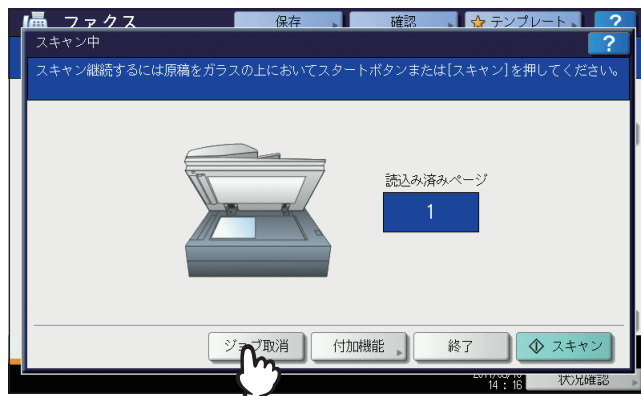 ファクス
保存
確認
テンプレート
?
スキャン中
?
スキャン継続するには原稿をガラスの上においてスタートボタンまたは[スキャン]を押してください。
読込み済みページ
1
ジョブ取消
付加機能
終了
スキャン
14:16
状況確認